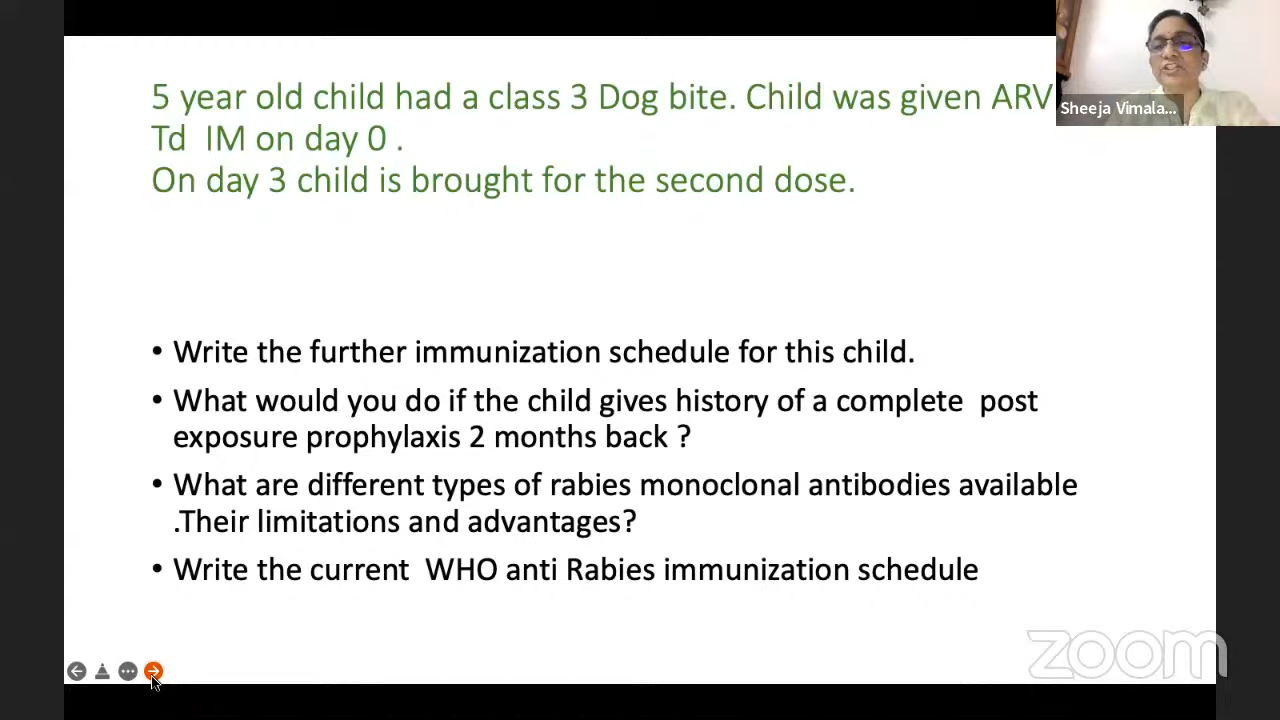 5 year old child had a class 3 Dog bite. Child was given ARV
Td IM on day 0 .
On day 3 child is brought for the second dose.
• Write the further immunization schedule for this child.
• What would you do if the child gives history of a complete post
exposure prophylaxis 2 months back ?
• What are different types of rabies monoclonal antibodies available
.Their limitations and advantages?
• Write the current WHO anti Rabies immunization schedule
Sheeja Vimala...
zoom